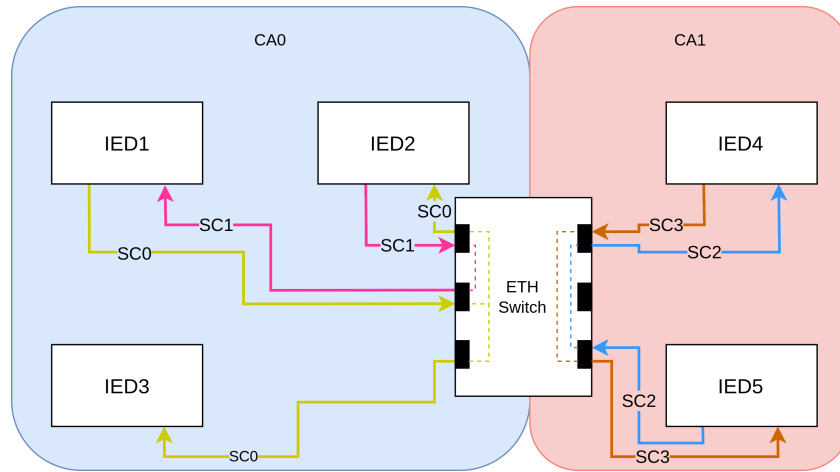 CA0
CA1
IED1
IED2
IED4
SC0
SC1
SC3
SC1
SC0
SC2
ETH
Switch
IED3
IED5
SC2
SC0
SC3